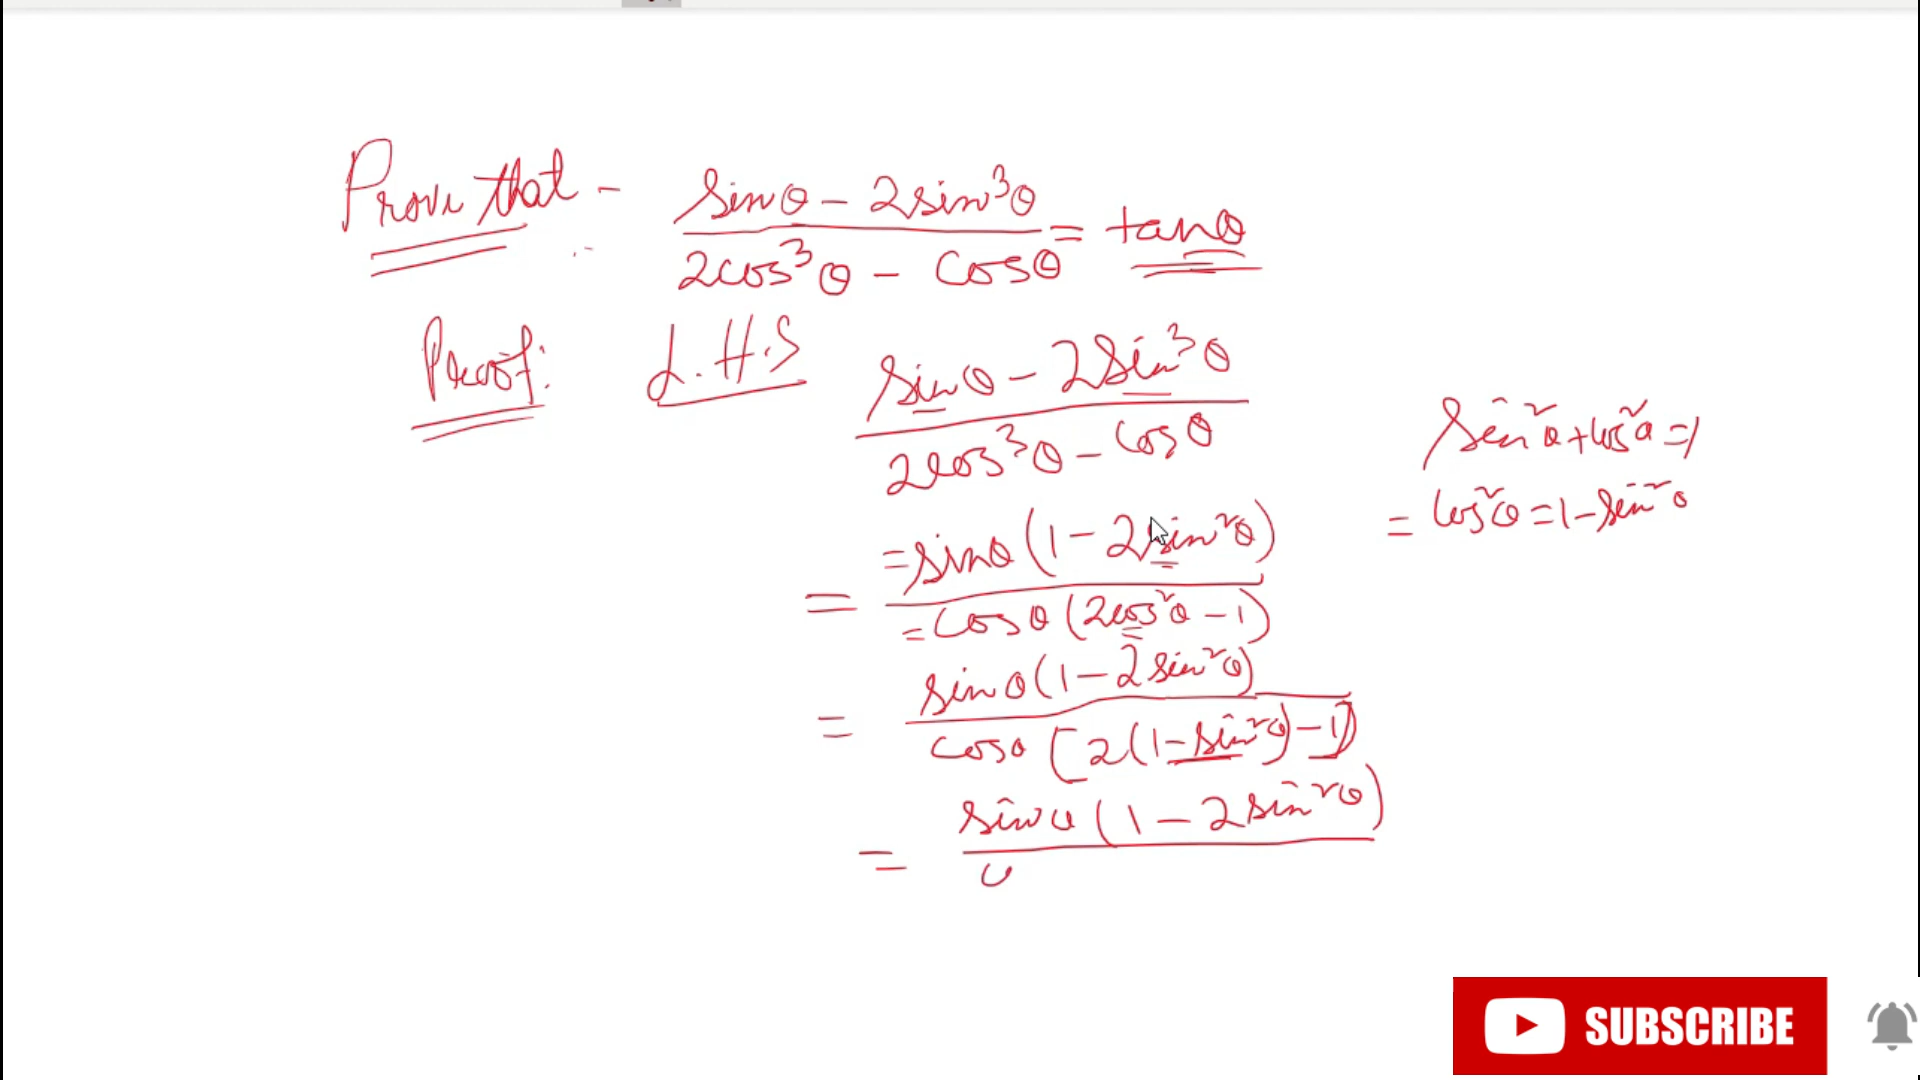 Prove that - (sinθ - 2sin³θ)/(2cos³θ - cosθ) = tanθ
Proof: L.H.S (sinθ - 2sin³θ)/(2cos³θ - cosθ)
sin²θ + cos²θ = 1
= cos²θ = 1 - sin²θ
= =sinθ(1 - 2sin²θ)/=cosθ(2cos²θ - 1)
= sinθ(1 - 2sin²θ)/cosθ[2(1 - sin²θ) - 1]
= sinθ(1 - 2sin²θ)/
SUBSCRIBE